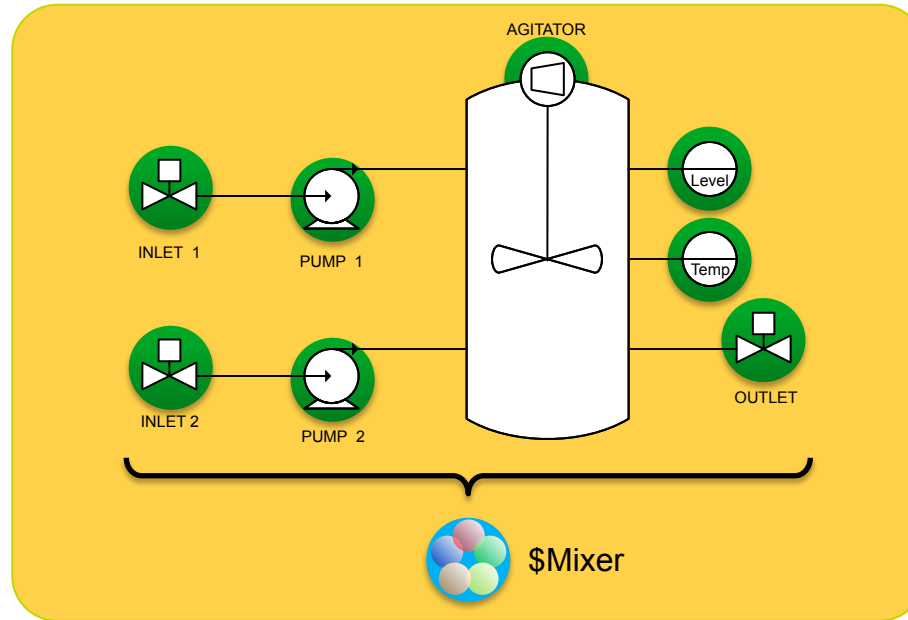 AGITATOR
Level
INLET 1
PUMP 1
Temp
INLET 2
PUMP 2
OUTLET
$Mixer